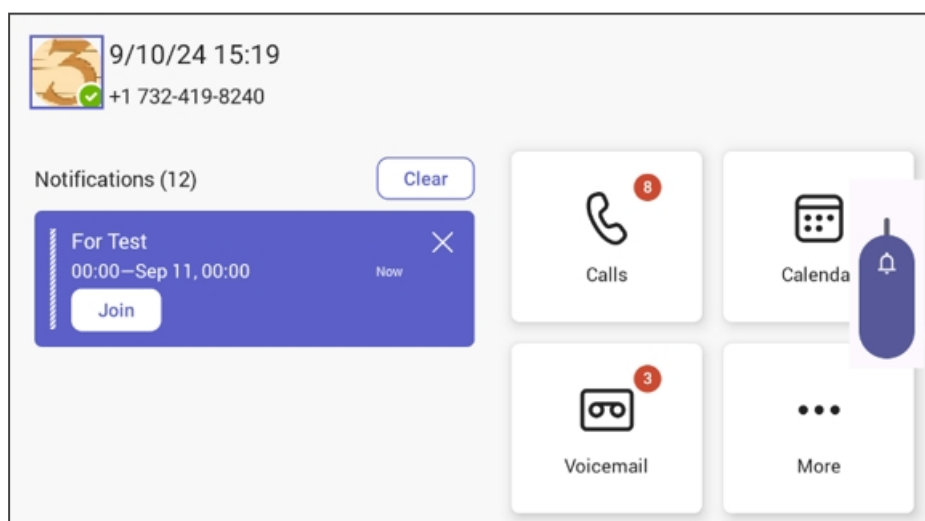 3
9/10/24 15:19
+1 732-419-8240
Notifications (12)
Clear
For Test
00:00—Sep 11, 00:00
Now
Join
8
Calls
Calenda
3
Voicemail
More